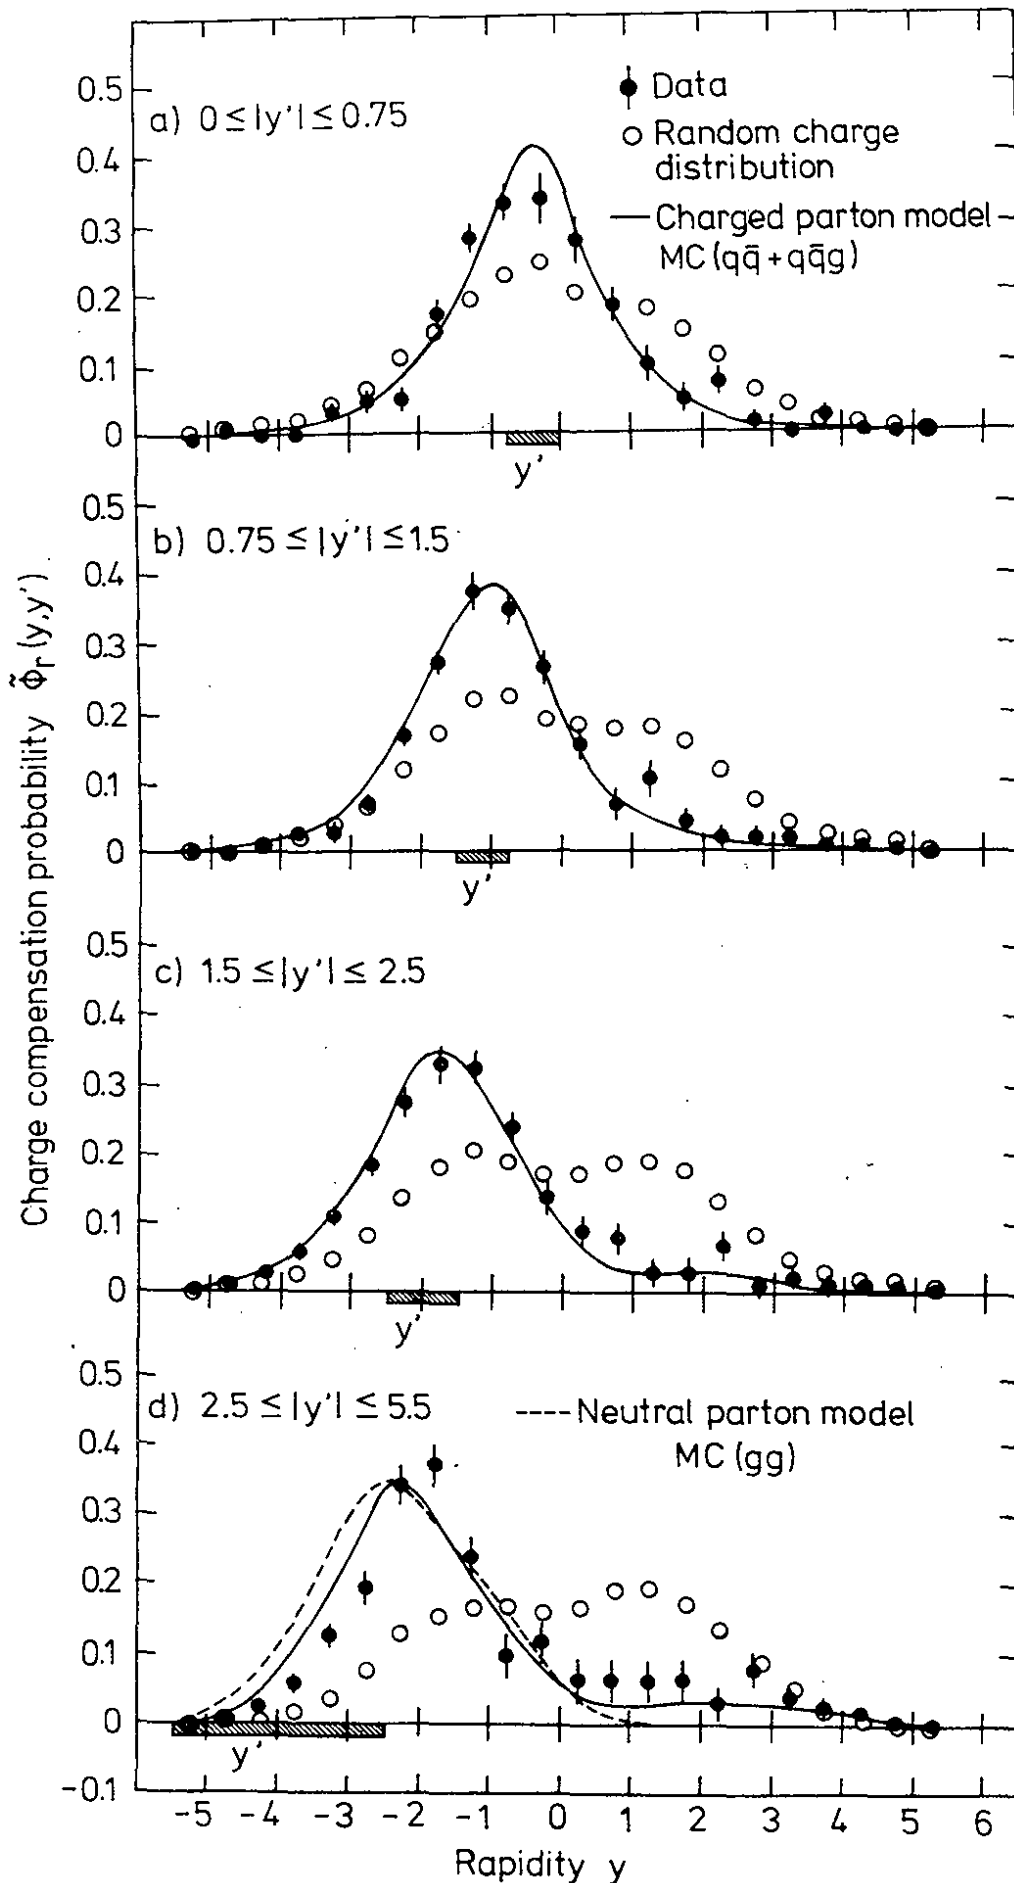 0.5
a) 0 ≤ |y'| ≤ 0.75
Data
Random charge
distribution
Charged parton model
MC (qq̄ + qq̄g)
0.4
0.3
0.2
0.1
0
y'
0.5
b) 0.75 ≤ |y'| ≤ 1.5
0.4
0.3
0.2
0.1
0
y'
Charge compensation probability Φ̃r (y,y')
0.5
c) 1.5 ≤ |y'| ≤ 2.5
0.4
0.3
0.2
0.1
0
y'
0.5
d) 2.5 ≤ |y'| ≤ 5.5
Neutral parton model
MC (gg)
0.4
0.3
0.2
0.1
0
-0.1
y'
-5 -4 -3 -2 -1 0 1 2 3 4 5 6
Rapidity y